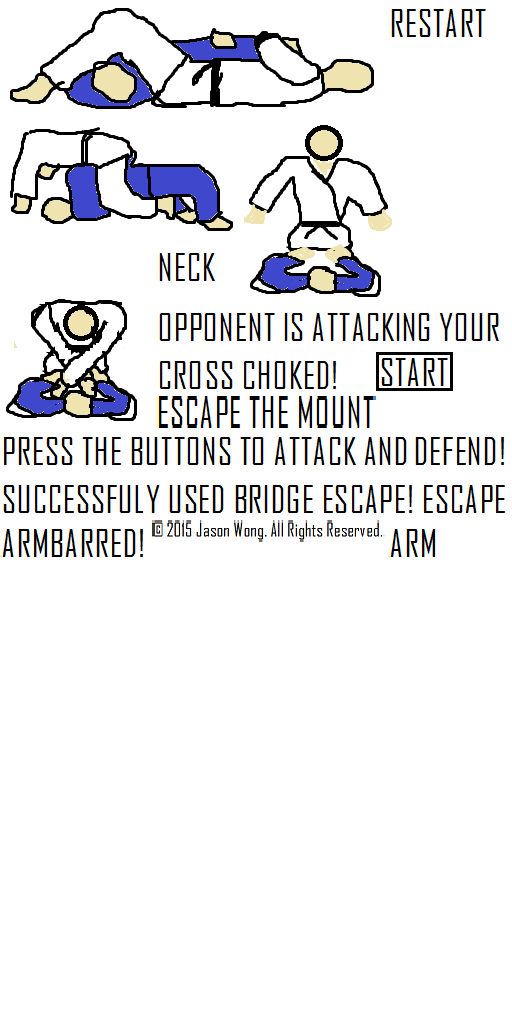 RESTART
NECK
OPPONENT IS ATTACKING YOUR
CROSS CHOKED!
START
ESCAPE THE MOUNT
PRESS THE BUTTONS TO ATTACK AND DEFEND!
SUCCESSFULY USED BRIDGE ESCAPE! ESCAPE
ARMBARRED!
© 2015 Jason Wong. All Rights Reserved.
ARM